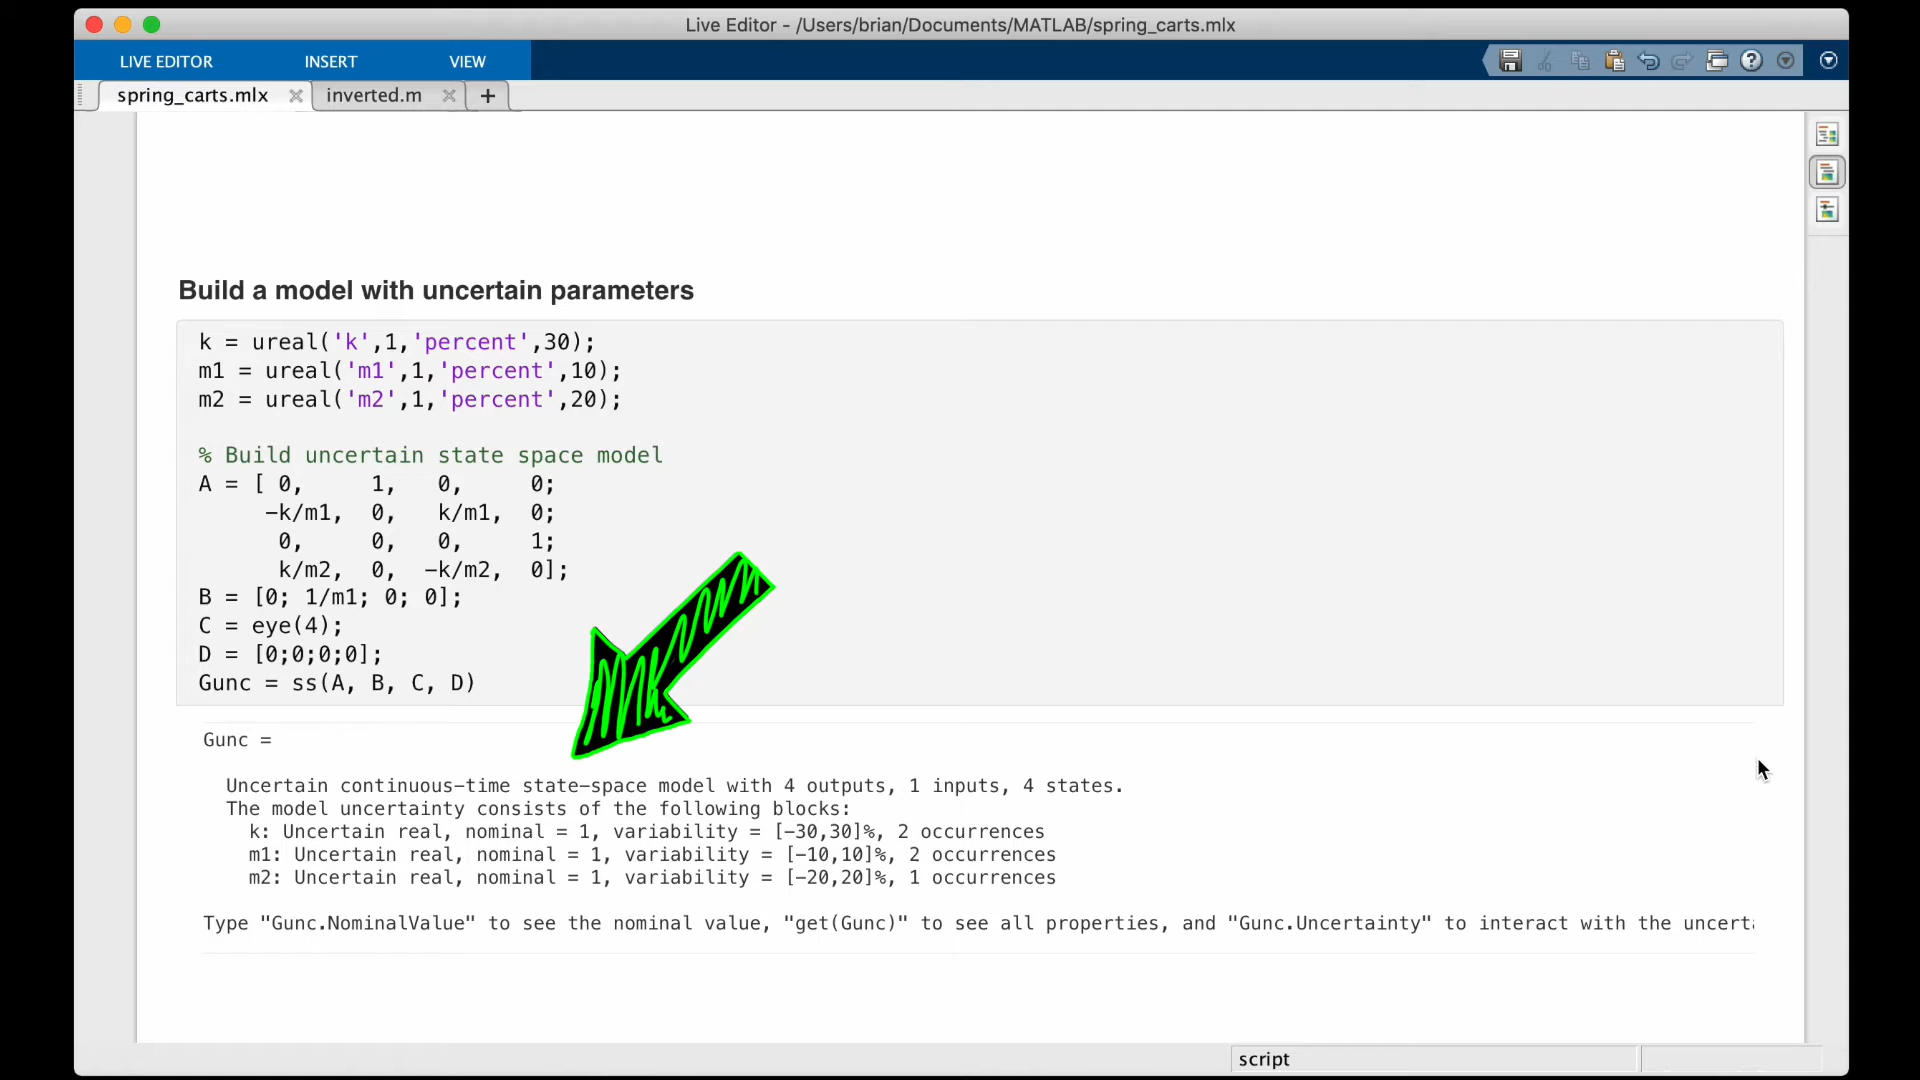 Live Editor - /Users/brian/Documents/MATLAB/spring_carts.mlx
LIVE EDITOR INSERT VIEW
spring_carts.mlx inverted.m
Build a model with uncertain parameters
k = ureal('k',1,'percent',30);
m1 = ureal('m1',1,'percent',10);
m2 = ureal('m2',1,'percent',20);
% Build uncertain state space model
A = [ 0, 1, 0, 0;
-k/m1, 0, k/m1, 0;
0, 0, 0, 1;
k/m2, 0, -k/m2, 0];
B = [0; 1/m1; 0; 0];
C = eye(4);
D = [0;0;0;0];
Gunc = ss(A, B, C, D)
Gunc =
Uncertain continuous-time state-space model with 4 outputs, 1 inputs, 4 states.
The model uncertainty consists of the following blocks:
k: Uncertain real, nominal = 1, variability = [-30,30]%, 2 occurrences
m1: Uncertain real, nominal = 1, variability = [-10,10]%, 2 occurrences
m2: Uncertain real, nominal = 1, variability = [-20,20]%, 1 occurrences
Type "Gunc.NominalValue" to see the nominal value, "get(Gunc)" to see all properties, and "Gunc.Uncertainty" to interact with the
script